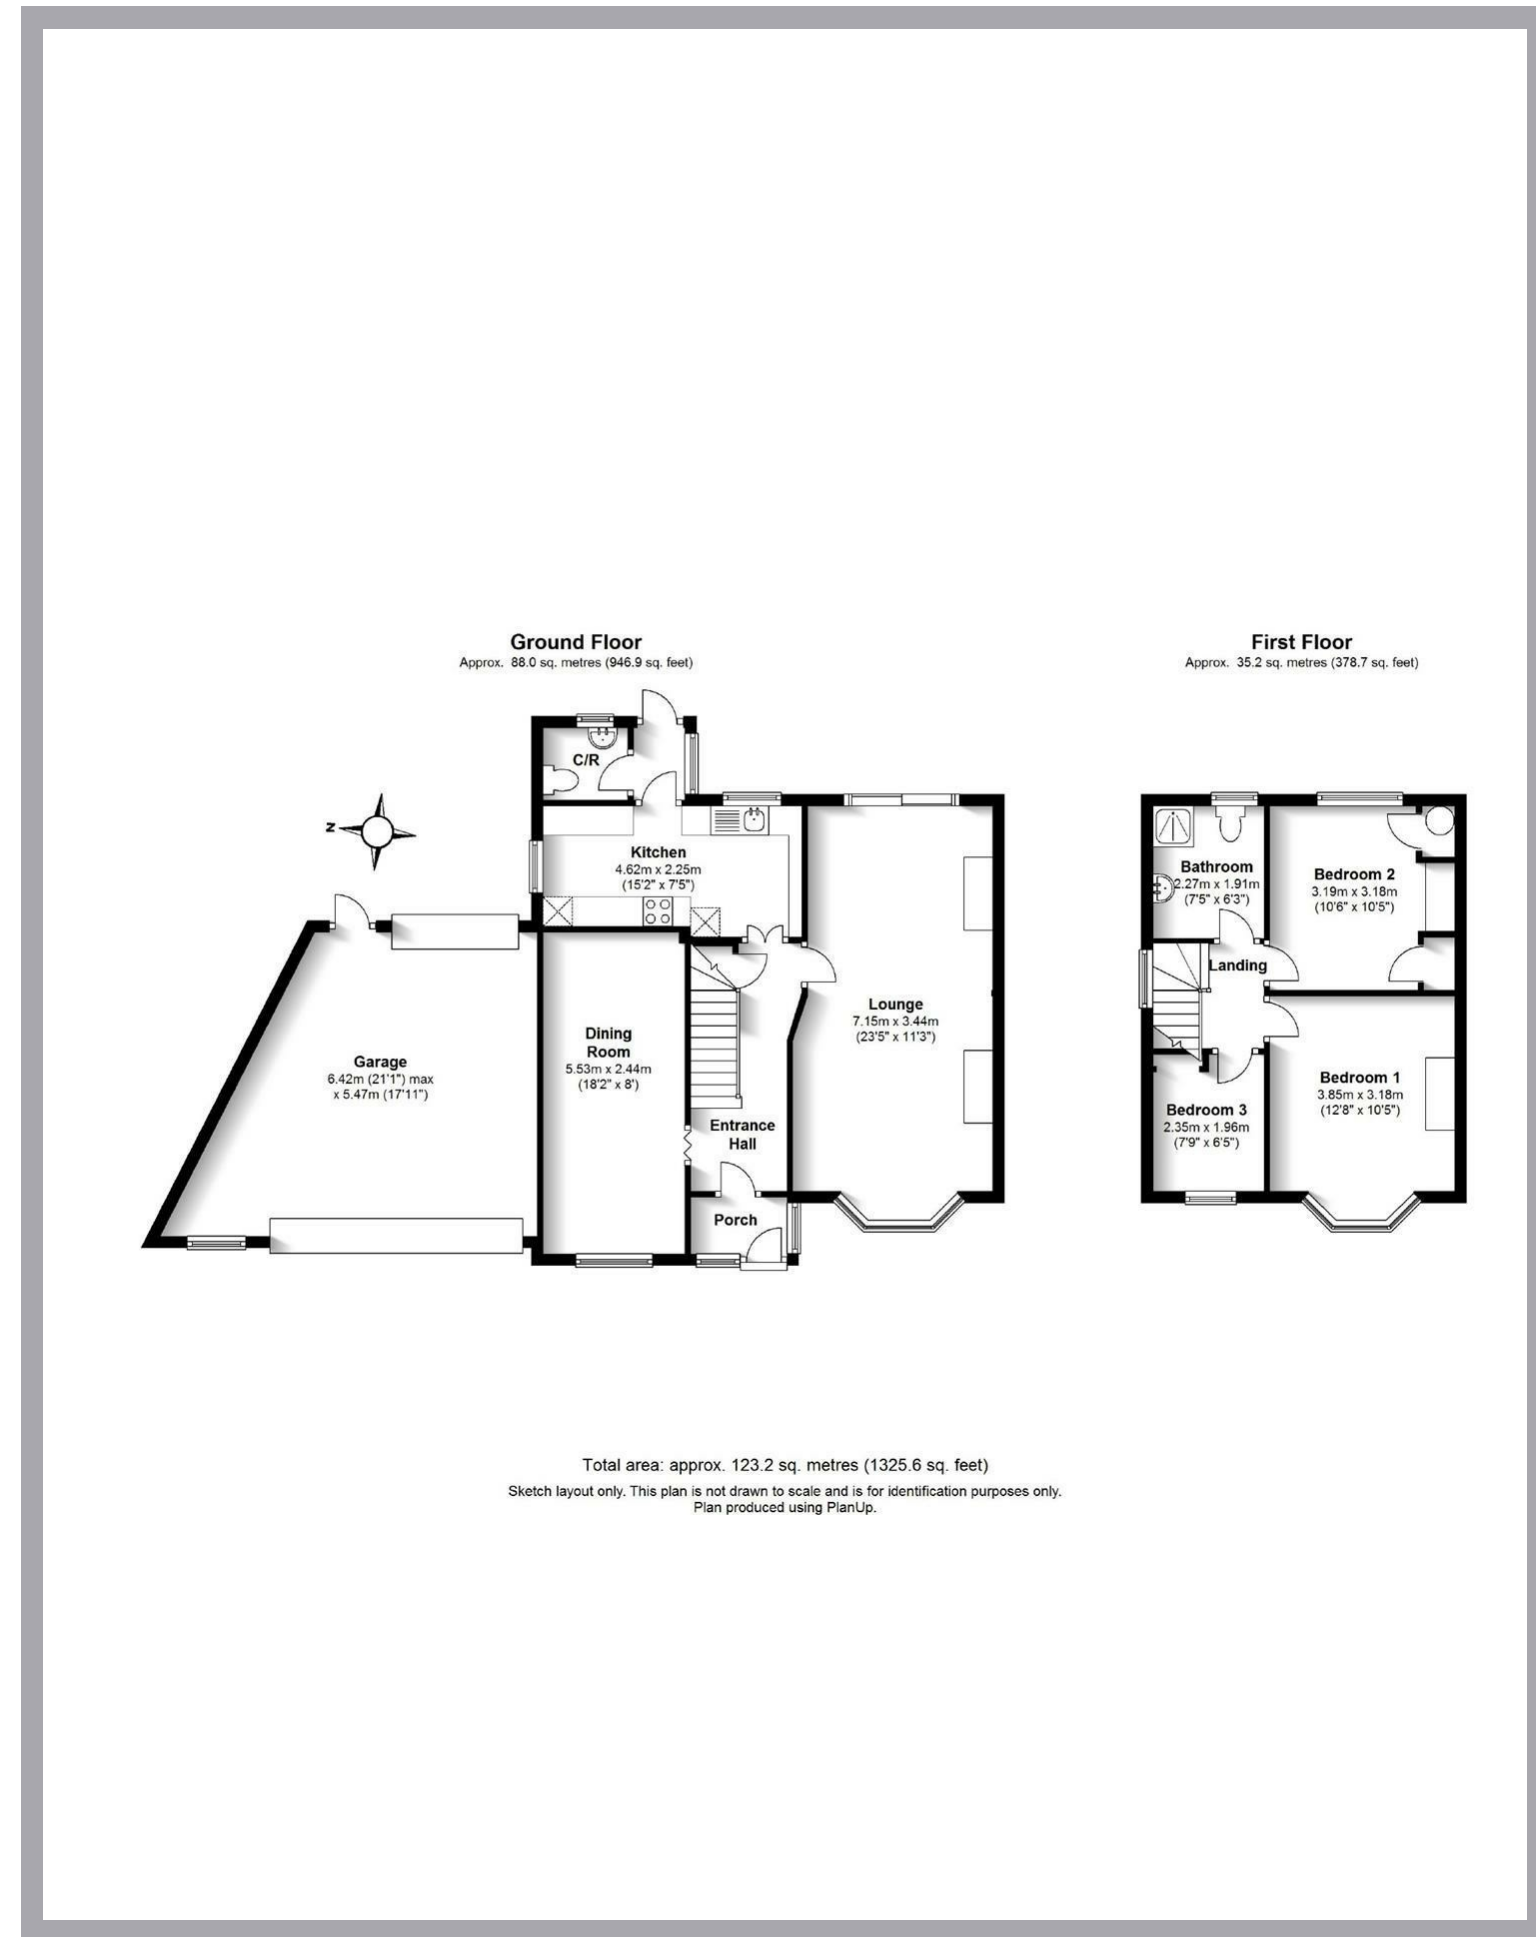 Ground Floor
Approx. 88.0 sq. metres (946.9 sq. feet)
C/R
Kitchen
4.62m x 2.25m
(15'2" x 7'5")
N
Lounge
7.15m x 3.44m
(23'5" x 11'3")
Dining
Room
5.53m x 2.44m
(18'2" x 8')
Garage
6.42m (21'1") max
x 5.47m (17'11")
Entrance
Hall
Porch
First Floor
Approx. 35.2 sq. metres (378.7 sq. feet)
Bathroom
2.27m x 1.91m
(7'5" x 6'3")
Bedroom 2
3.19m x 3.18m
(10'6" x 10'5")
Landing
Bedroom 1
3.85m x 3.18m
(12'8" x 10'5")
Bedroom 3
2.35m x 1.96m
(7'9" x 6'5")
Total area: approx. 123.2 sq. metres (1325.6 sq. feet)
Sketch layout only. This plan is not drawn to scale and is for identification purposes only.
Plan produced using PlanUp.